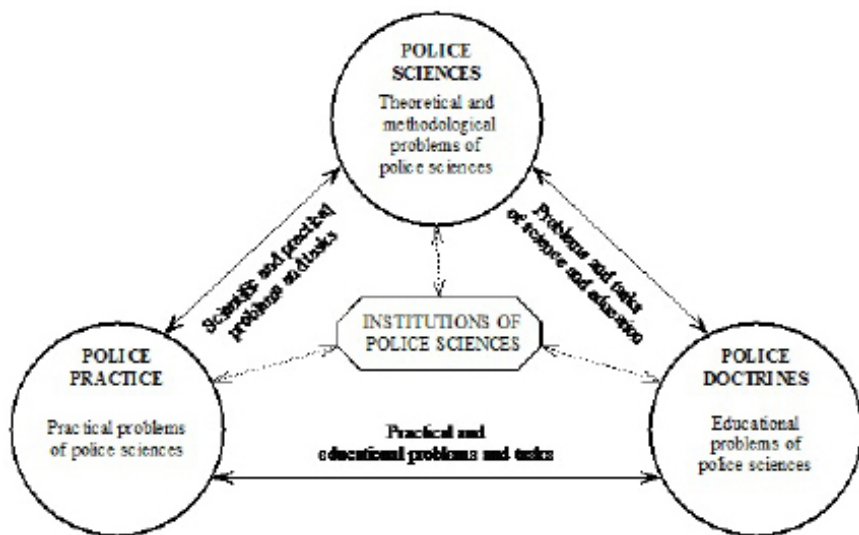 POLICE
SCIENCES
Theoretical and
methodological
problems of
police sciences
Scientific and practical
problems and tasks
Problems and tasks
of science and education
INSTITUTIONS OF
POLICE SCIENCES
POLICE
PRACTICE
Practical problems
of police sciences
Practical and
educational problems and tasks
POLICE
DOCTRINES
Educational
problems of
police sciences